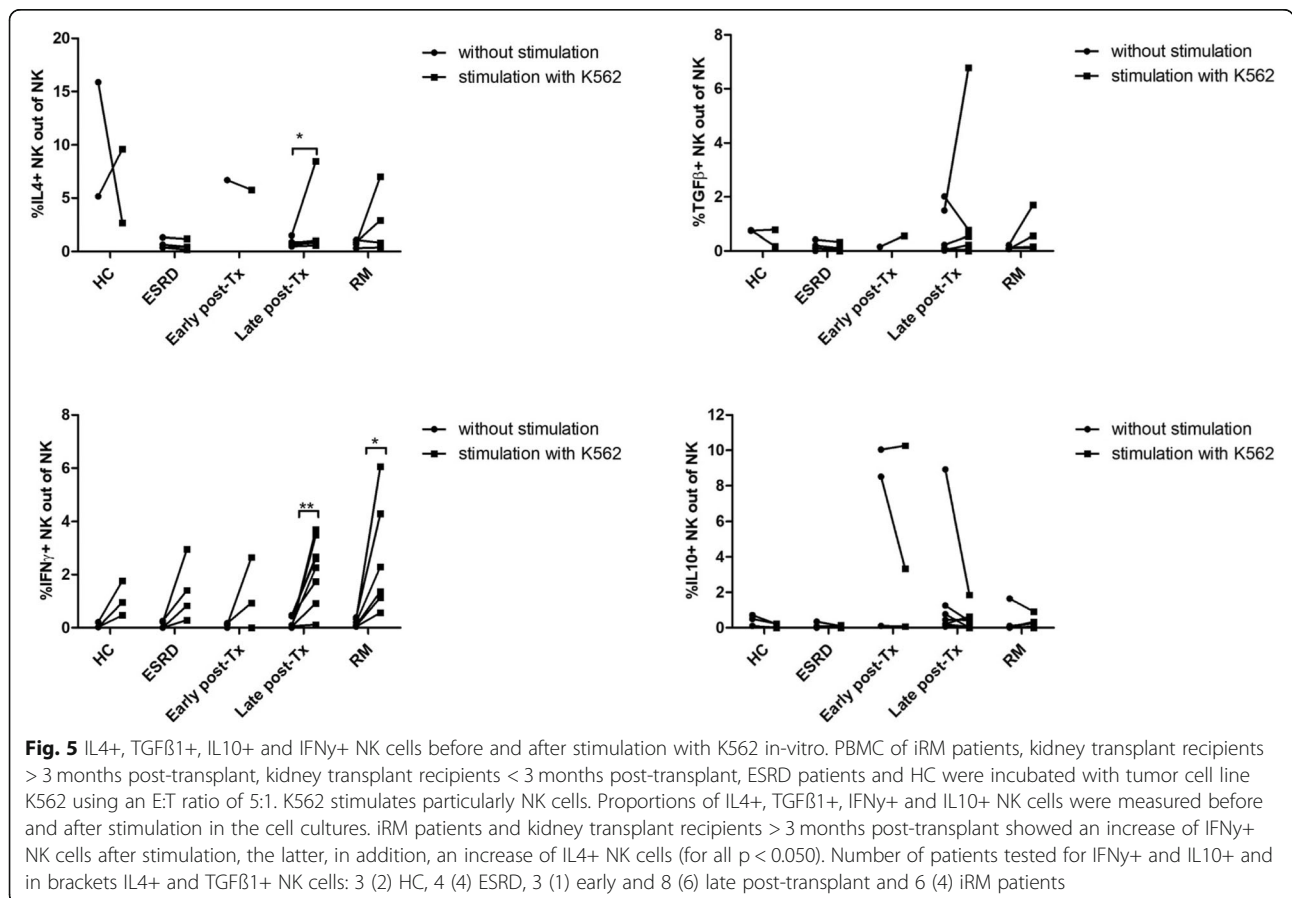 20
15
10
5
0
%IL4+ NK out of NK
*
HC
ESRD
Early post-Tx
Late post-Tx
RM
without stimulation
stimulation with K562
8
6
4
2
0
%TGFβ+ NK out of NK
HC
ESRD
Early post-Tx
Late post-Tx
RM
without stimulation
stimulation with K562
8
6
4
2
0
%IFNγ+ NK out of NK
**
*
HC
ESRD
Early post-Tx
Late post-Tx
RM
without stimulation
stimulation with K562
12
10
8
6
4
2
0
%IL10+ NK out of NK
HC
ESRD
Early post-Tx
Late post-Tx
RM
without stimulation
stimulation with K562
Fig. 5 IL4+, TGFß1+, IL10+ and IFNy+ NK cells before and after stimulation with K562 in-vitro. PBMC of iRM patients, kidney transplant recipients
> 3 months post-transplant, kidney transplant recipients < 3 months post-transplant, ESRD patients and HC were incubated with tumor cell line
K562 using an E:T ratio of 5:1. K562 stimulates particularly NK cells. Proportions of IL4+, TGFß1+, IFNy+ and IL10+ NK cells were measured before
and after stimulation in the cell cultures. iRM patients and kidney transplant recipients > 3 months post-transplant showed an increase of IFNy+
NK cells after stimulation, the latter, in addition, an increase of IL4+ NK cells (for all p < 0.050). Number of patients tested for IFNy+ and IL10+ and
in brackets IL4+ and TGFß1+ NK cells: 3 (2) HC, 4 (4) ESRD, 3 (1) early and 8 (6) late post-transplant and 6 (4) iRM patients